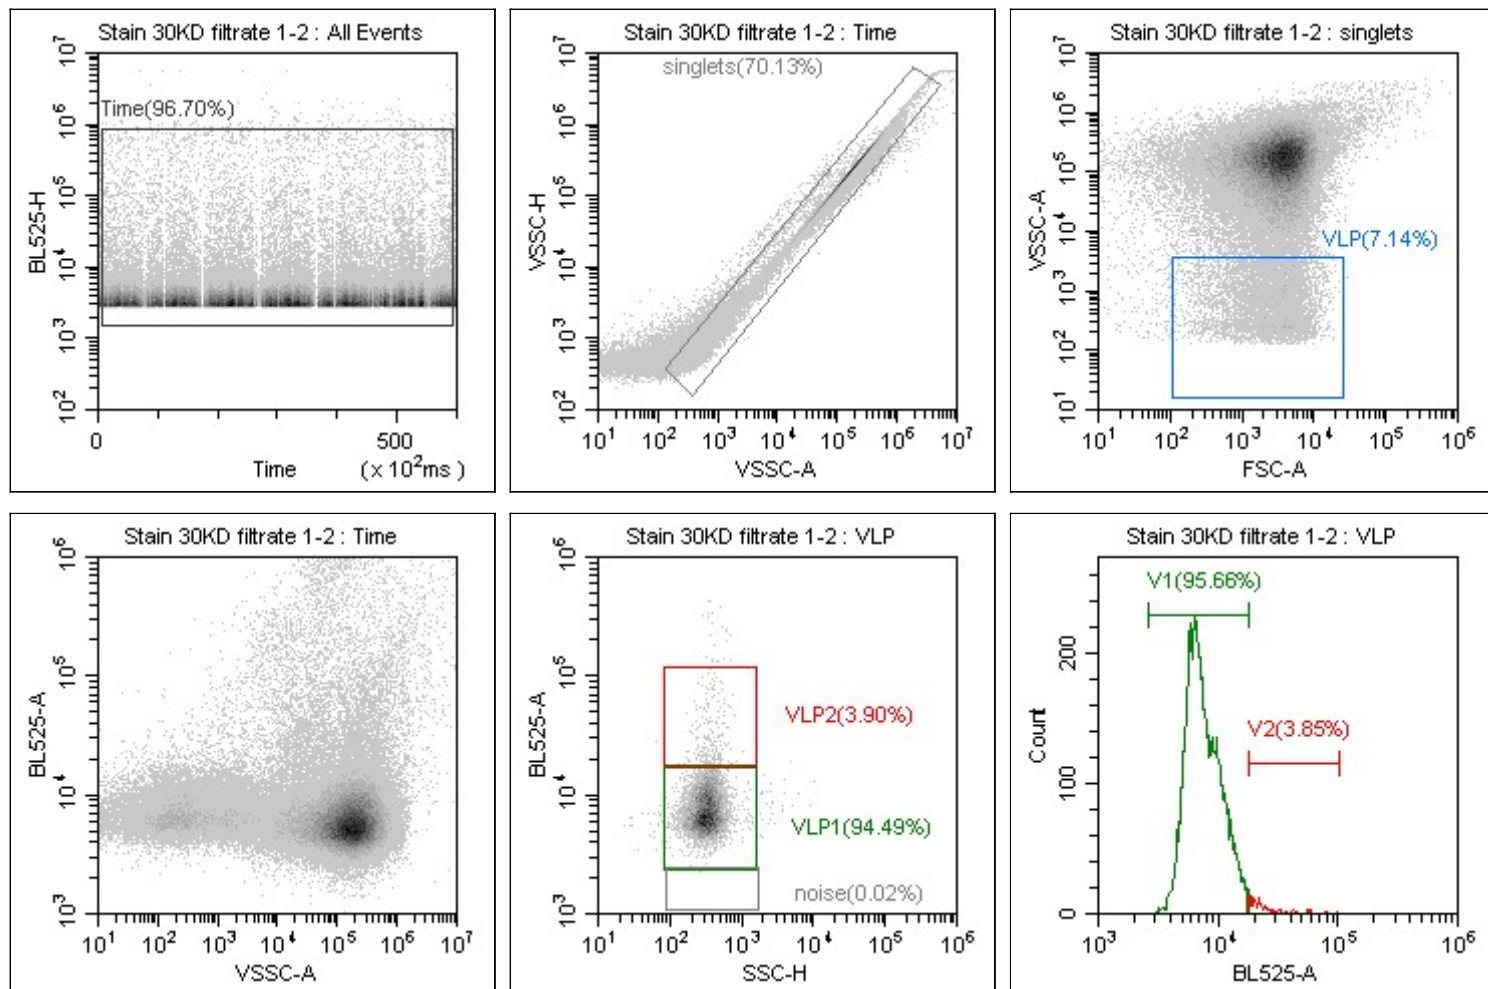 Stain 30KD filtrate 1-2 : All Events
Time(96.70%)
BL525-H
10^7
10^6
10^5
10^4
10^3
10^2
0
500
Time
(x 10^2ms )
Stain 30KD filtrate 1-2 : Time
singlets(70.13%)
VSSC-H
10^7
10^6
10^5
10^4
10^3
10^2
10^1 10^2 10^3 10^4 10^5 10^6 10^7
VSSC-A
Stain 30KD filtrate 1-2 : singlets
VLP(7.14%)
VSSC-A
10^7
10^6
10^5
10^4
10^3
10^2
10^1
10^1 10^2 10^3 10^4 10^5 10^6
FSC-A
Stain 30KD filtrate 1-2 : Time
BL525-A
10^6
10^5
10^4
10^3
10^1 10^2 10^3 10^4 10^5 10^6 10^7
VSSC-A
Stain 30KD filtrate 1-2 : VLP
BL525-A
10^6
10^5
10^4
10^3
VLP2(3.90%)
VLP1(94.49%)
noise(0.02%)
10^1 10^2 10^3 10^4 10^5 10^6
SSC-H
Stain 30KD filtrate 1-2 : VLP
V1(95.66%)
V2(3.85%)
Count
200
100
0
10^3 10^4 10^5 10^6
BL525-A